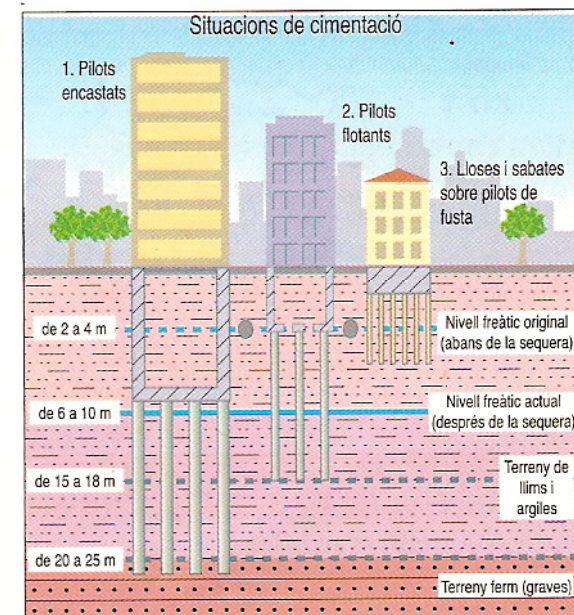 Situacions de cimentació
1. Pilots
encastats
2. Pilots
flotants
3. Lloses i sabates
sobre pilots de
fusta
de 2 a 4 m
Nivell freàtic original
(abans de la sequera)
de 6 a 10 m
Nivell freàtic actual
(després de la sequera)
de 15 a 18 m
Terreny de
llims i
argiles
de 20 a 25 m
Terreny ferm (graves)